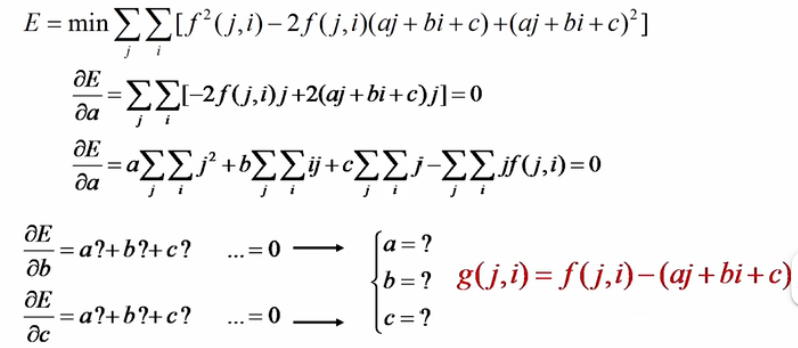 E = min ∑_j ∑_i [f²(j,i) − 2f(j,i)(aj + bi + c) + (aj + bi + c)²]
∂E/∂a = ∑_j ∑_i [−2f(j,i)j + 2(aj + bi + c)j] = 0
∂E/∂a = a∑_j ∑_i j² + b∑_j ∑_i ij + c∑_j ∑_i j − ∑_j ∑_i jf(j,i) = 0
∂E/∂b = a? + b? + c? ... = 0 → { a = ?
b = ? g(j,i) = f(j,i) − (aj + bi + c)
∂E/∂c = a? + b? + c? ... = 0 → c = ?